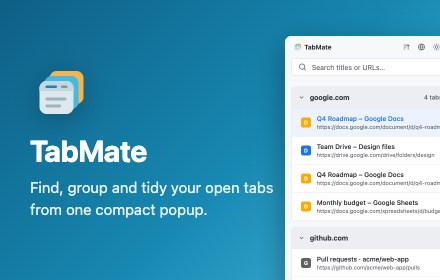 TabMate
Find, group and tidy your open tabs
from one compact popup.
TabMate
Search titles or URLs...
google.com
4 tabs
D
Q4 Roadmap – Google Docs
https://docs.google.com/document/d/q4-roadm
D
Team Drive – Design files
https://drive.google.com/drive/folders/design
D
Q4 Roadmap – Google Docs
https://docs.google.com/document/d/q4-roadm
D
Monthly budget – Google Sheets
https://docs.google.com/spreadsheets/d/budge
github.com
G
Pull requests · acme/web-app
https://github.com/acme/web-app/pulls